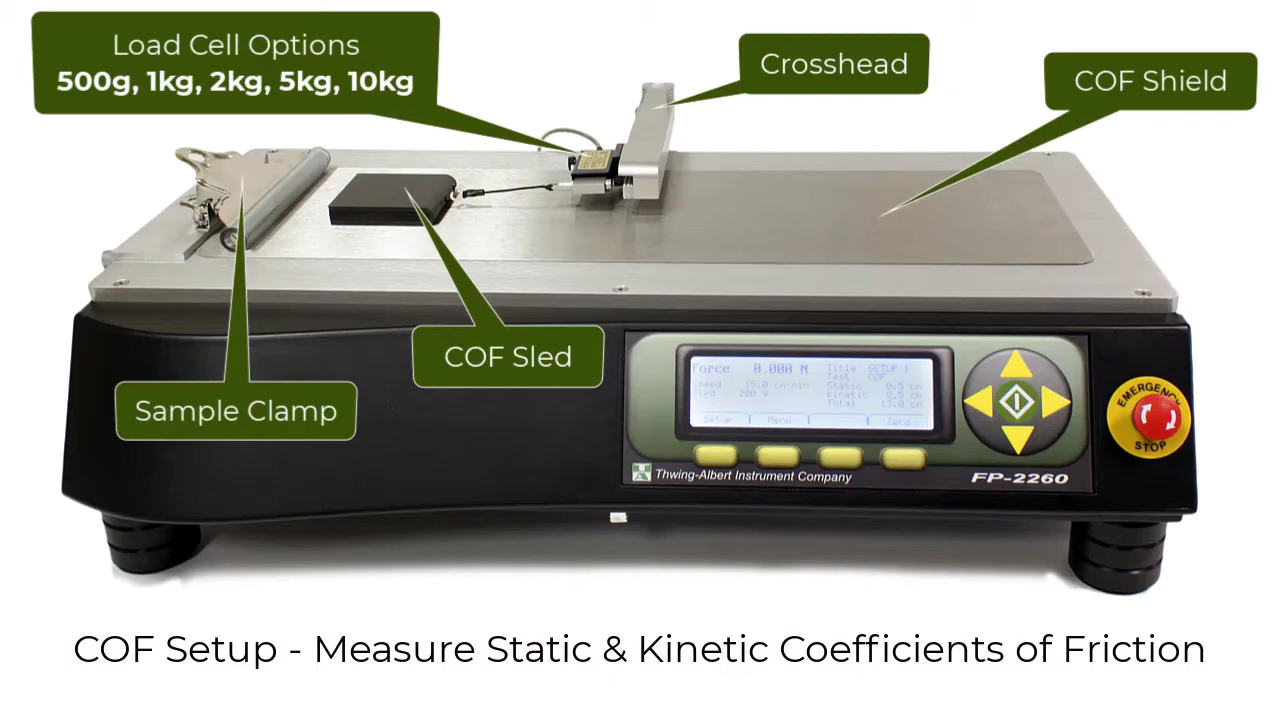 Load Cell Options
500g, 1kg, 2kg, 5kg, 10kg
Crosshead
COF Shield
COF Sled
Sample Clamp
Force 0.000 N
Title SETUP 1
Test COF
Speed 15.0 cm/min
Static 0.5 cm
Sled 200 g
Kinetic 0.5 cm
Total 13.0 cm
Setup Menu Zero
EMERGENCY
STOP
TA
Thwing-Albert Instrument Company
FP-2260
COF Setup - Measure Static & Kinetic Coefficients of Friction